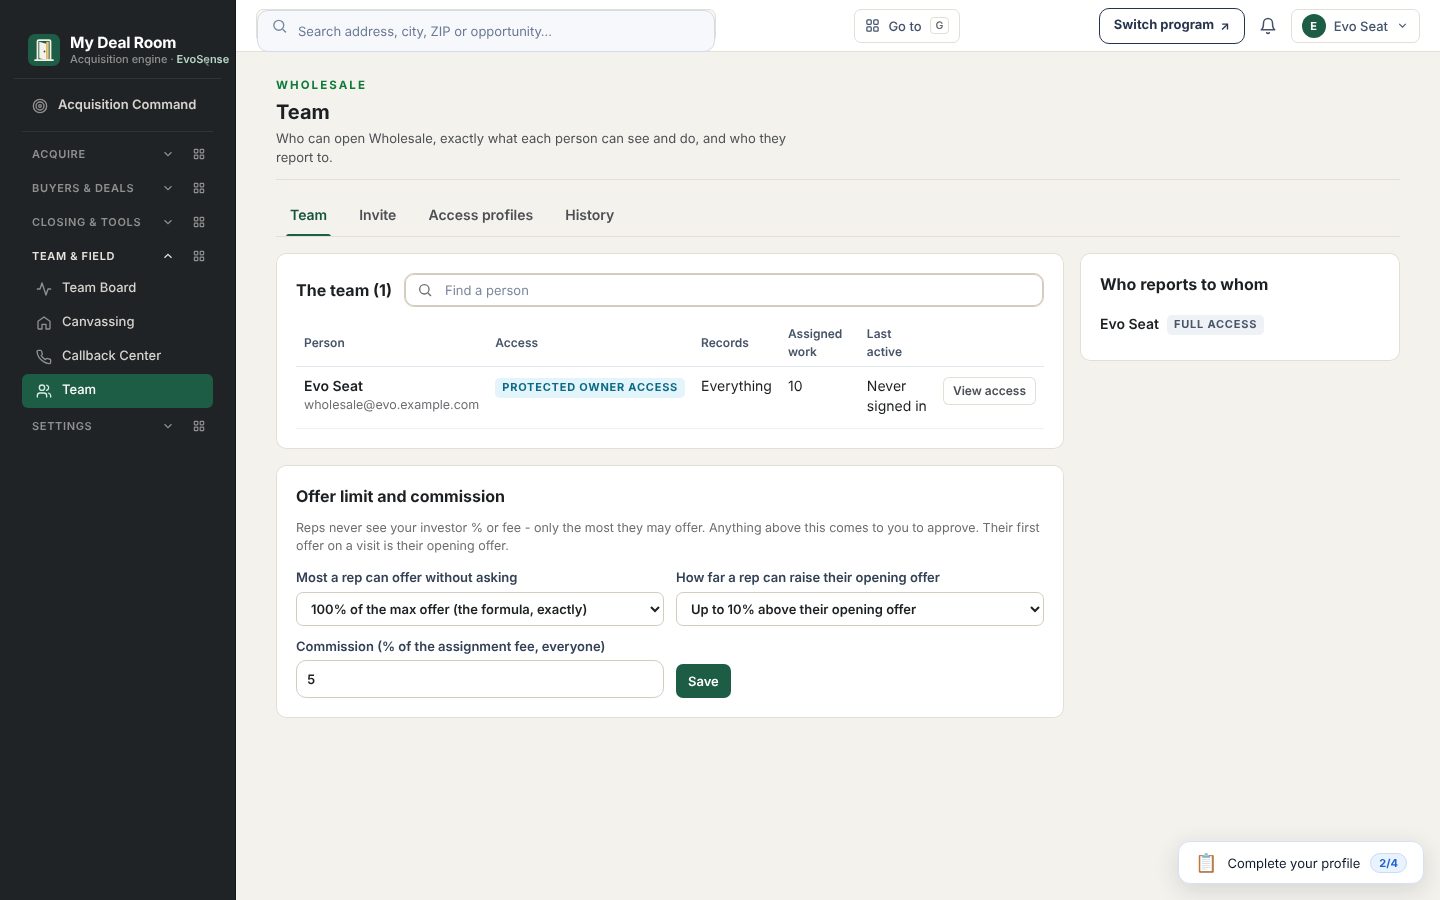 My Deal Room
Acquisition engine · EvoSense
Acquisition Command
ACQUIRE
BUYERS & DEALS
CLOSING & TOOLS
TEAM & FIELD
Team Board
Canvassing
Callback Center
Team
SETTINGS
Search address, city, ZIP or opportunity...
Go to G
Switch program
E Evo Seat
WHOLESALE
Team
Who can open Wholesale, exactly what each person can see and do, and who they
report to.
Team Invite Access profiles History
The team (1)
Find a person
Person Access Records Assigned work Last active
Evo Seat PROTECTED OWNER ACCESS Everything 10 Never signed in View access
wholesale@evo.example.com
Who reports to whom
Evo Seat FULL ACCESS
Offer limit and commission
Reps never see your investor % or fee - only the most they may offer. Anything above this comes to you to approve. Their first
offer on a visit is their opening offer.
Most a rep can offer without asking
100% of the max offer (the formula, exactly)
How far a rep can raise their opening offer
Up to 10% above their opening offer
Commission (% of the assignment fee, everyone)
5
Save
Complete your profile 2/4